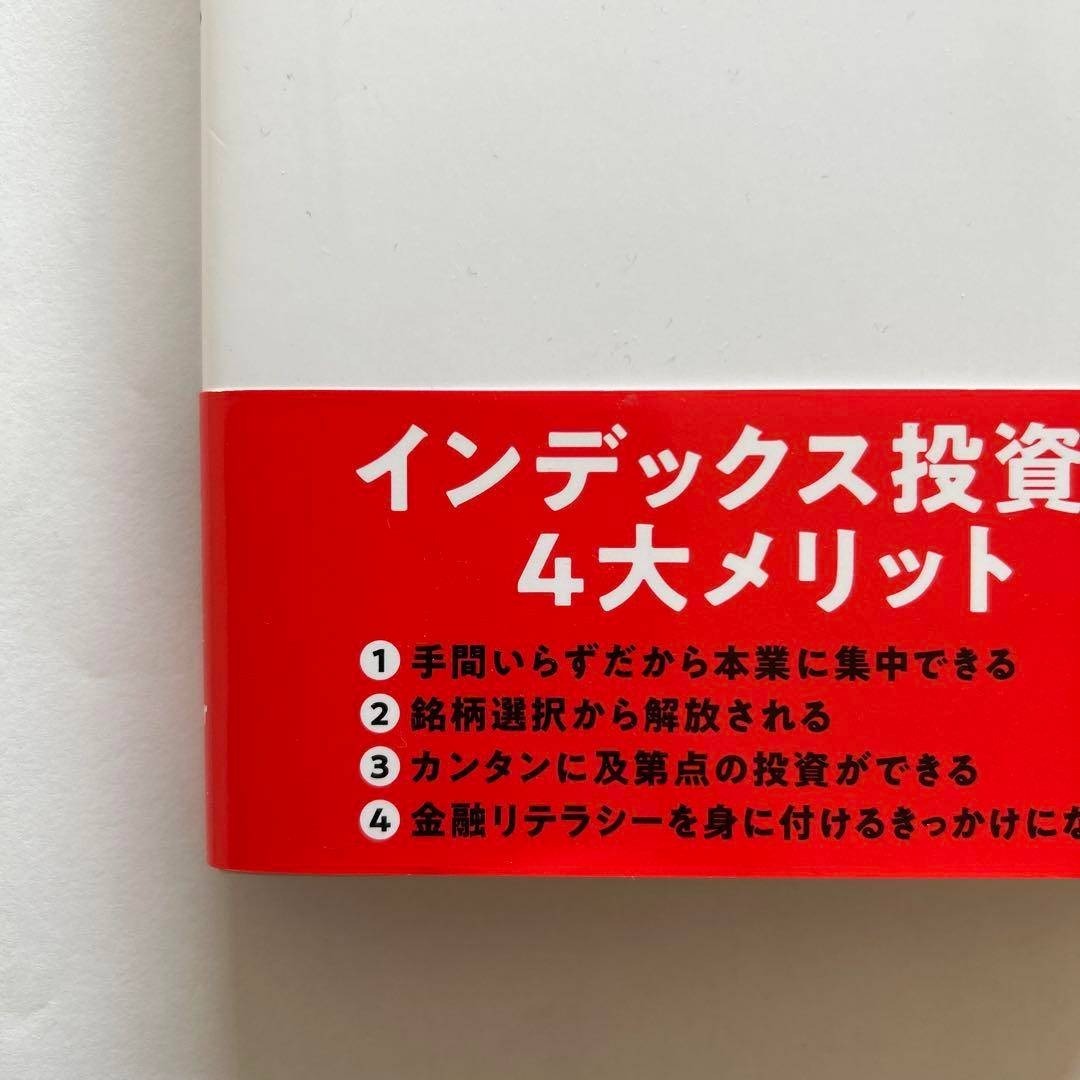 インデックス投資
4大メリット
① 手間いらずだから本業に集中できる
② 銘柄選択から解放される
③ カンタンに及第点の投資ができる
④ 金融リテラシーを身に付けるきっかけにな